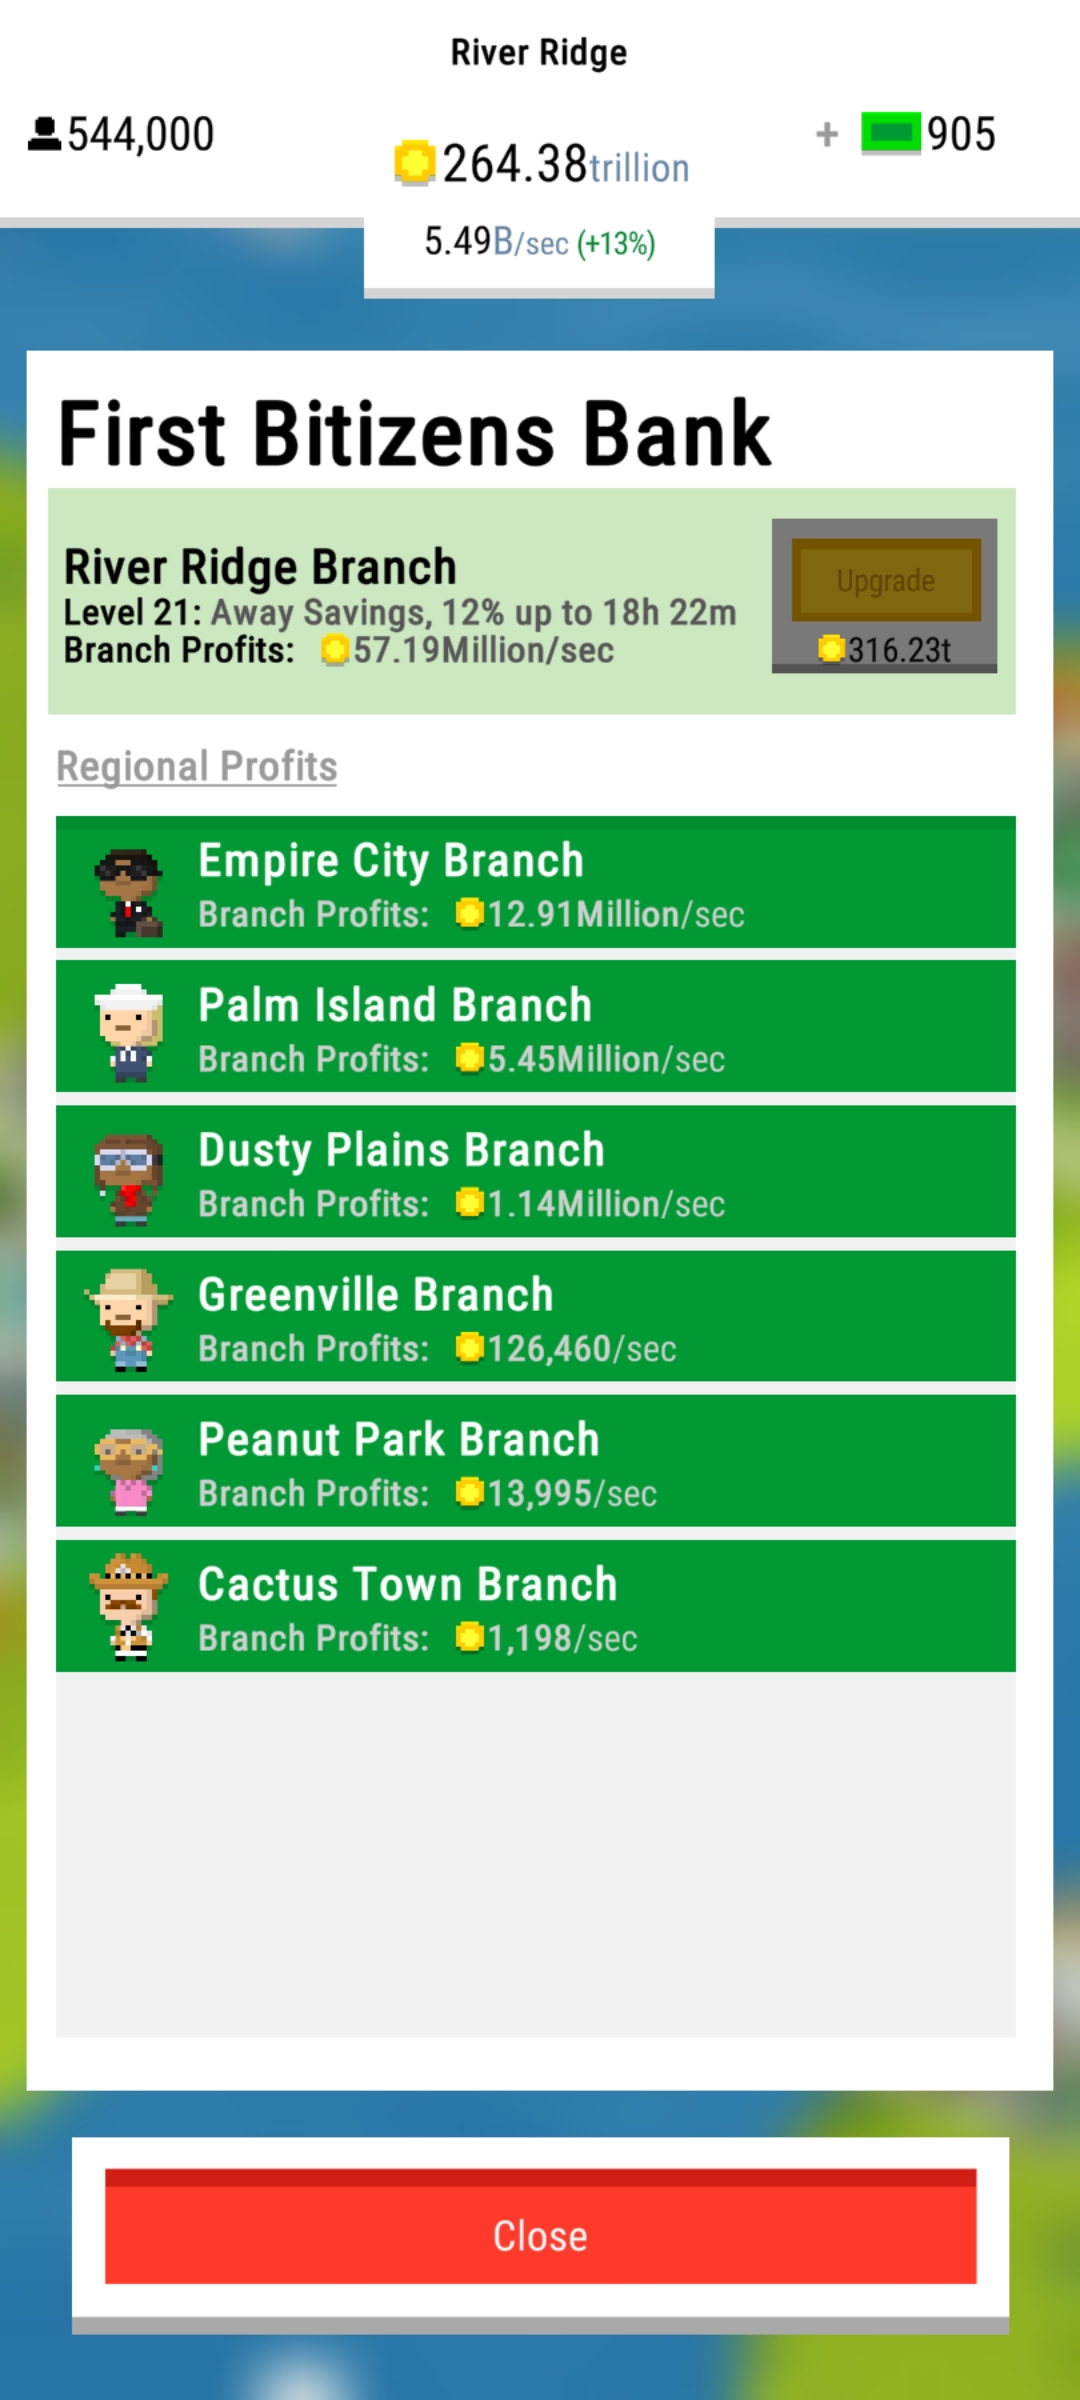 River Ridge
544,000
264.38trillion
+ 905
5.49B/sec (+13%)
First Bitizens Bank
River Ridge Branch
Level 21: Away Savings, 12% up to 18h 22m
Branch Profits: 57.19Million/sec
Upgrade
316.23t
Regional Profits
Empire City Branch
Branch Profits: 12.91Million/sec
Palm Island Branch
Branch Profits: 5.45Million/sec
Dusty Plains Branch
Branch Profits: 1.14Million/sec
Greenville Branch
Branch Profits: 126,460/sec
Peanut Park Branch
Branch Profits: 13,995/sec
Cactus Town Branch
Branch Profits: 1,198/sec
Close